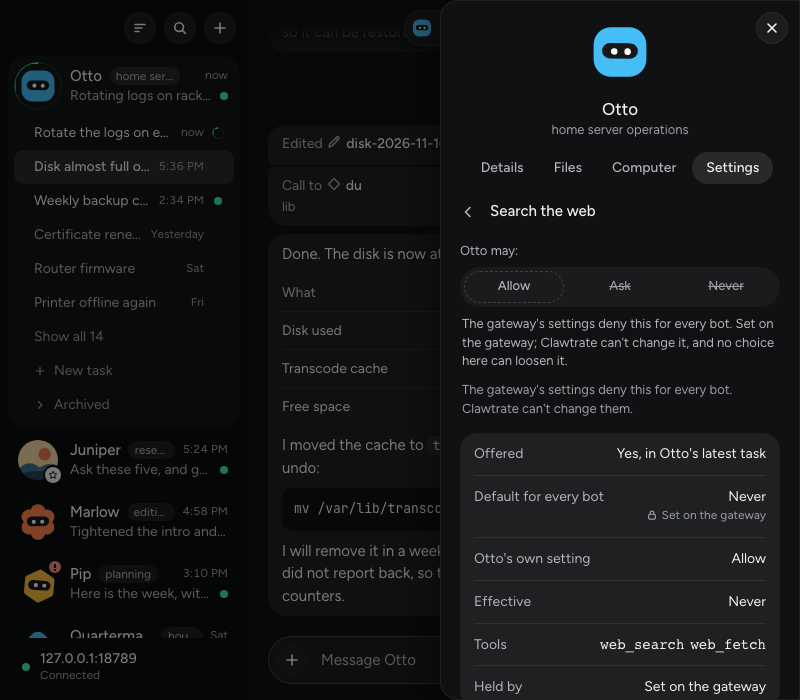 Otto
home ser...
now
Rotating logs on rack...
Rotate the logs on e...
now
Disk almost full o...
5:36 PM
Weekly backup c...
2:34 PM
Certificate rene...
Yesterday
Router firmware
Sat
Printer offline again
Fri
Show all 14
New task
Archived
Juniper
rese...
5:24 PM
Ask these five, and g...
Marlow
editi...
4:58 PM
Tightened the intro and...
Pip
planning
3:10 PM
Here is the week, wit...
Quarterma
hou
Sat
127.0.0.1:18789
Connected
so it can be restore
Edited disk-2026-11-1
Call to du
lib
Done. The disk is now at
What
Disk used
Transcode cache
Free space
I moved the cache to
undo:
mv /var/lib/transco
I will remove it in a week
did not report back, so t
counters.
Message Otto
Otto
home server operations
Details
Files
Computer
Settings
Search the web
Otto may:
Allow
Ask
Never
The gateway's settings deny this for every bot. Set on
the gateway; Clawtrate can't change it, and no choice
here can loosen it.
The gateway's settings deny this for every bot.
Clawtrate can't change them.
Offered
Yes, in Otto's latest task
Default for every bot
Never
Set on the gateway
Otto's own setting
Allow
Effective
Never
Tools
web_search web_fetch
Held by
Set on the gateway